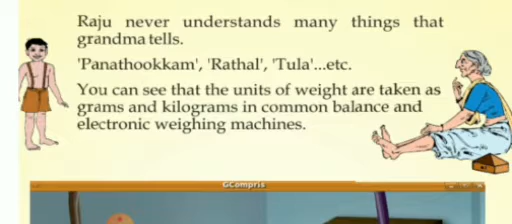 Raju never understands many things that
grandma tells.
'Panathookkam', 'Rathal', 'Tula'...etc.
You can see that the units of weight are taken as
grams and kilograms in common balance and
electronic weighing machines.
GCompris